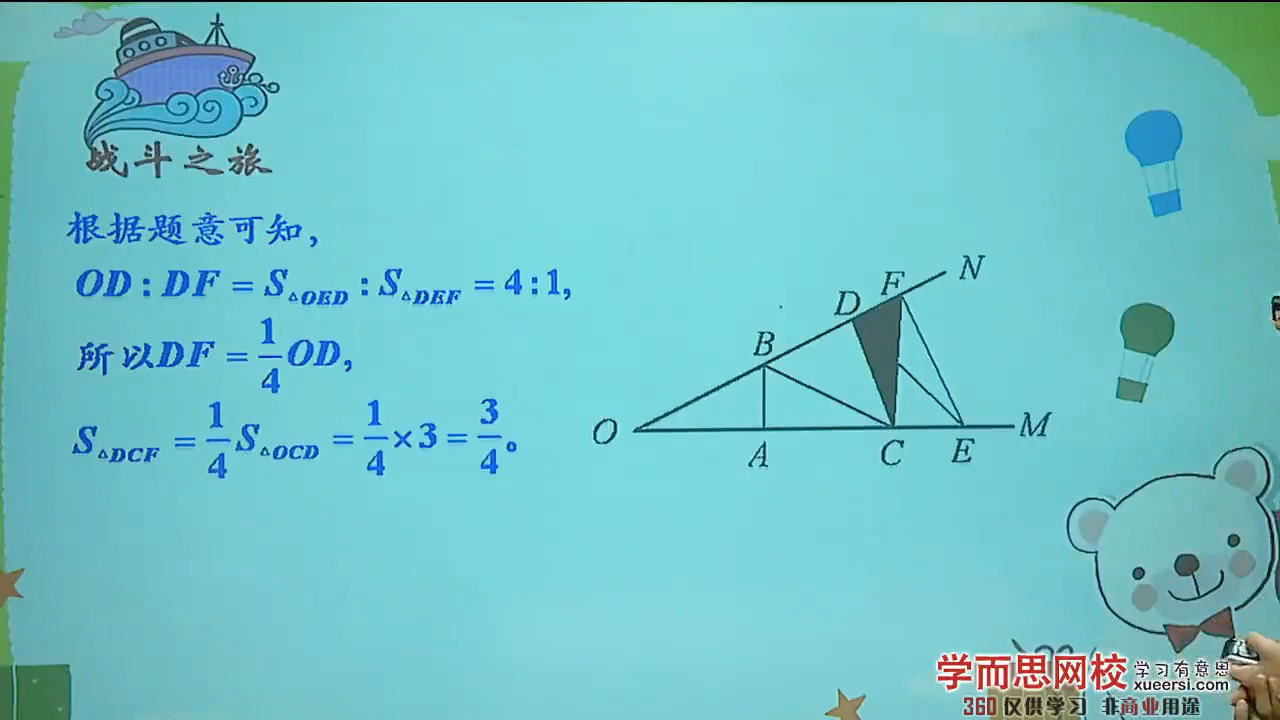 战斗之旅
根据题意可知,
OD : DF = S△OED : S△DEF = 4 : 1,
所以DF = 1/4 OD,
S△DCF = 1/4 S△OCD = 1/4 × 3 = 3/4。
N
F
D
B
O
M
A
C
E
学而思网校 学习有意思
xueersi.com
360 仅供学习 非商业用途